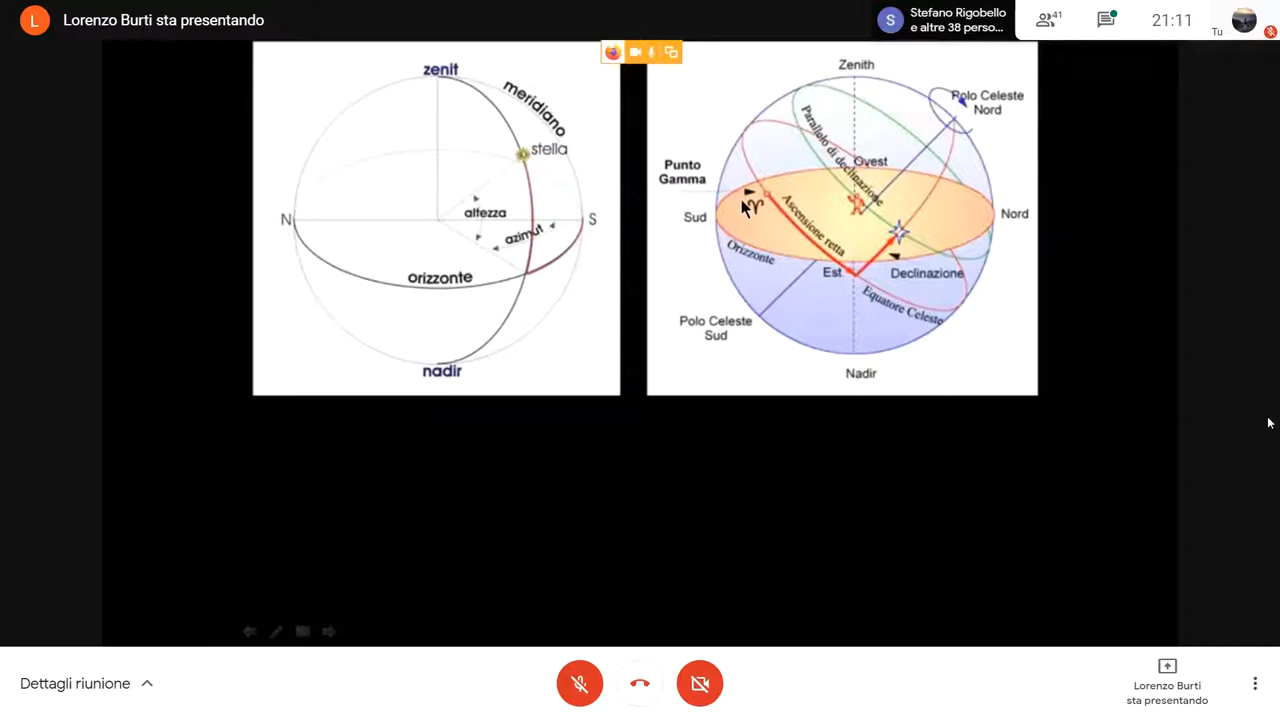 L
Lorenzo Burti sta presentando
S
Stefano Rigobello
e altre 38 perso...
41
21:11
Tu
zenit
meridiano
stella
altezza
azimut
N
S
orizzonte
nadir
Zenith
Polo Celeste
Nord
Parallolo di declinazione
Ovest
Punto
Gamma
♈
Ascensione retta
Sud
Nord
Orizzonte
Est
Declinazione
Equatore Celeste
Polo Celeste
Sud
Nadir
Dettagli riunione
Lorenzo Burti
sta presentando